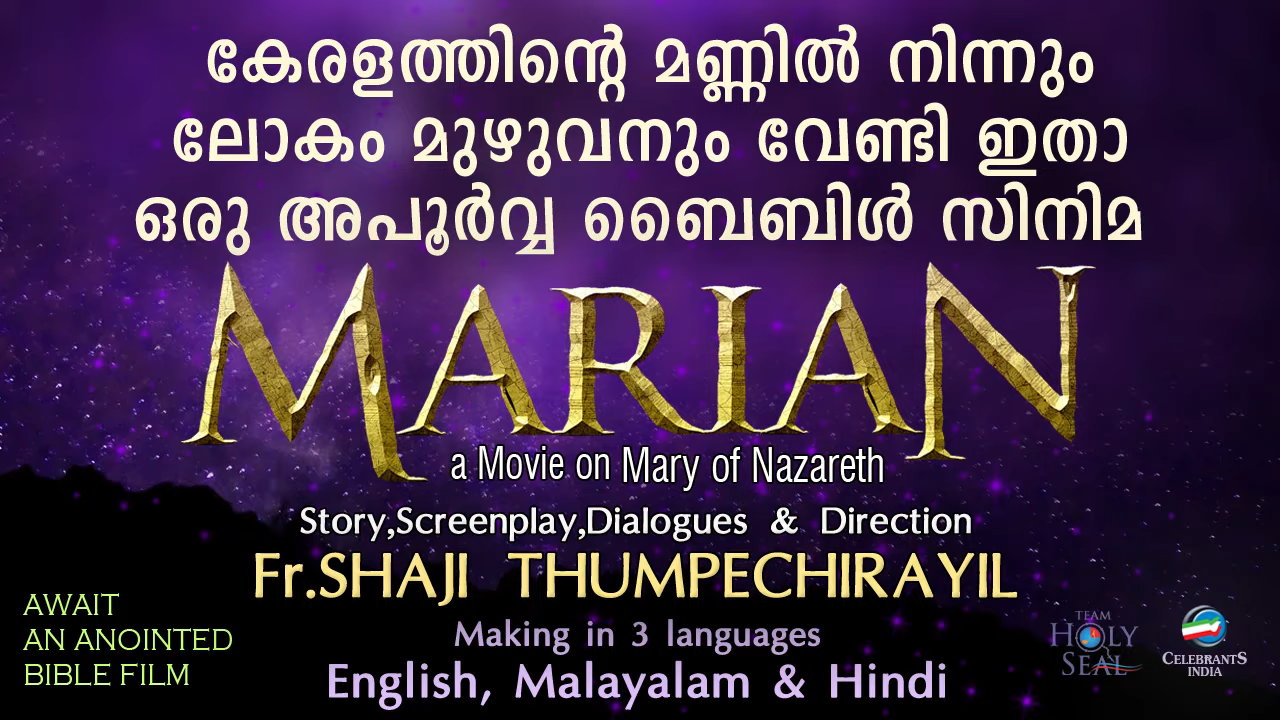 കേരളത്തിന്റെ മണ്ണിൽ നിന്നും
ലോകം മുഴുവനും വേണ്ടി ഇതാ
ഒരു അപൂർവ്വ ബൈബിൾ സിനിമ
MARIAN
a Movie on Mary of Nazareth
Story,Screenplay,Dialogues & Direction
Fr.SHAJI THUMPECHIRAYIL
Making in 3 languages
English, Malayalam & Hindi
AWAIT
AN ANOINTED
BIBLE FILM
TEAM
HOLY
SEAL
CELEBRANTS
INDIA